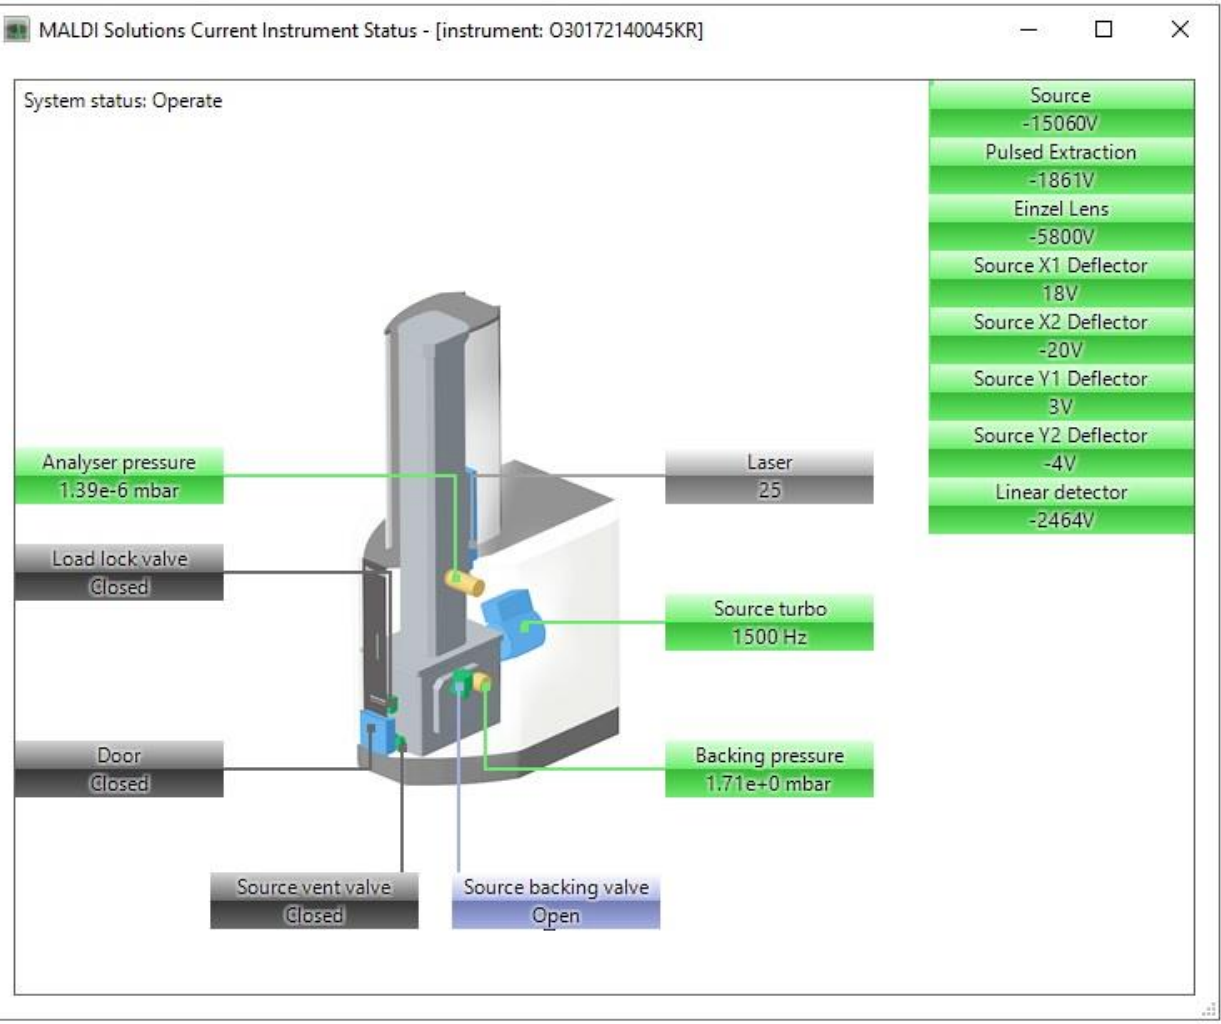 MALDI Solutions Current Instrument Status - [instrument: O30172140045KR]
System status: Operate
Source
-15060V
Pulsed Extraction
-1861V
Einzel Lens
-5800V
Source X1 Deflector
18V
Source X2 Deflector
-20V
Source Y1 Deflector
3V
Source Y2 Deflector
-4V
Linear detector
-2464V
Analyser pressure
1.39e-6 mbar
Laser
25
Load lock valve
Closed
Source turbo
1500 Hz
Door
Closed
Backing pressure
1.71e+0 mbar
Source vent valve
Closed
Source backing valve
Open